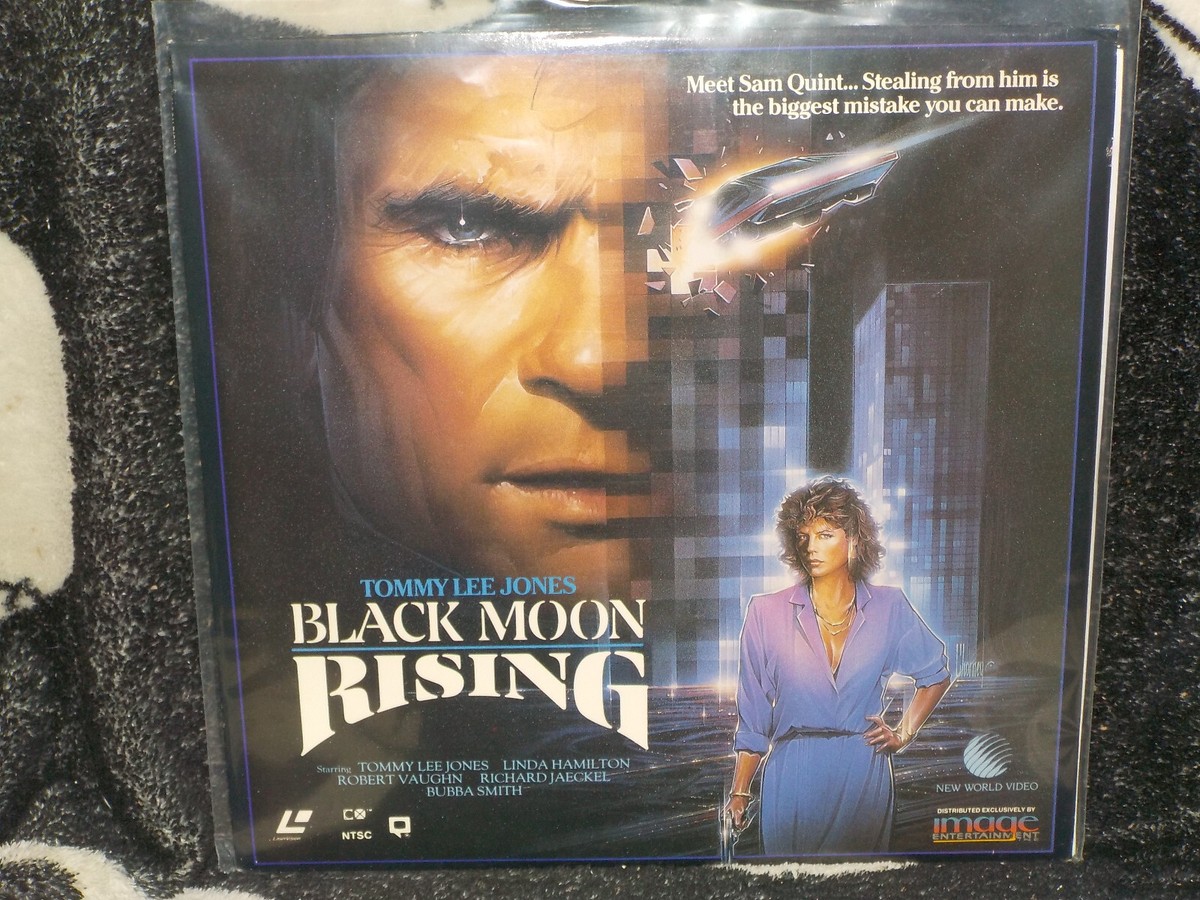 Meet Sam Quint... Stealing from him is
the biggest mistake you can make.
TOMMY LEE JONES
BLACK MOON
RISING
Starring TOMMY LEE JONES LINDA HAMILTON
ROBERT VAUGHN RICHARD JAECKEL
BUBBA SMITH
CX™
NTSC
NEW WORLD VIDEO
DISTRIBUTED EXCLUSIVELY BY
image
ENTERTAINMENT